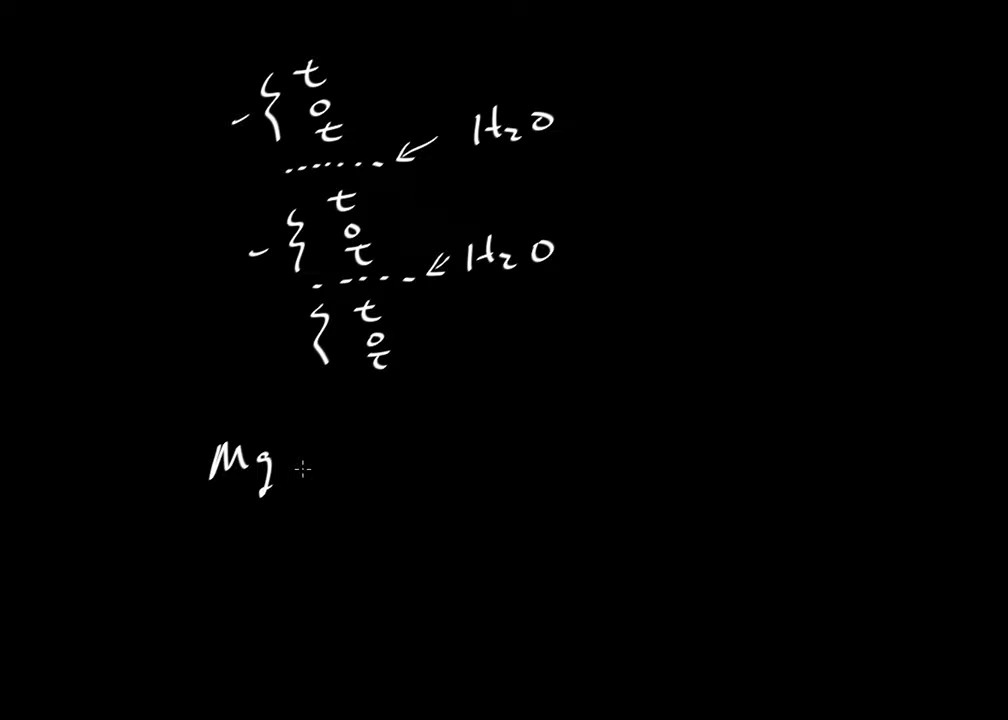 - { t
o
t
....... ← H₂O
t
- { o
t
. .... ← H₂O
{ t
o
t
Mg